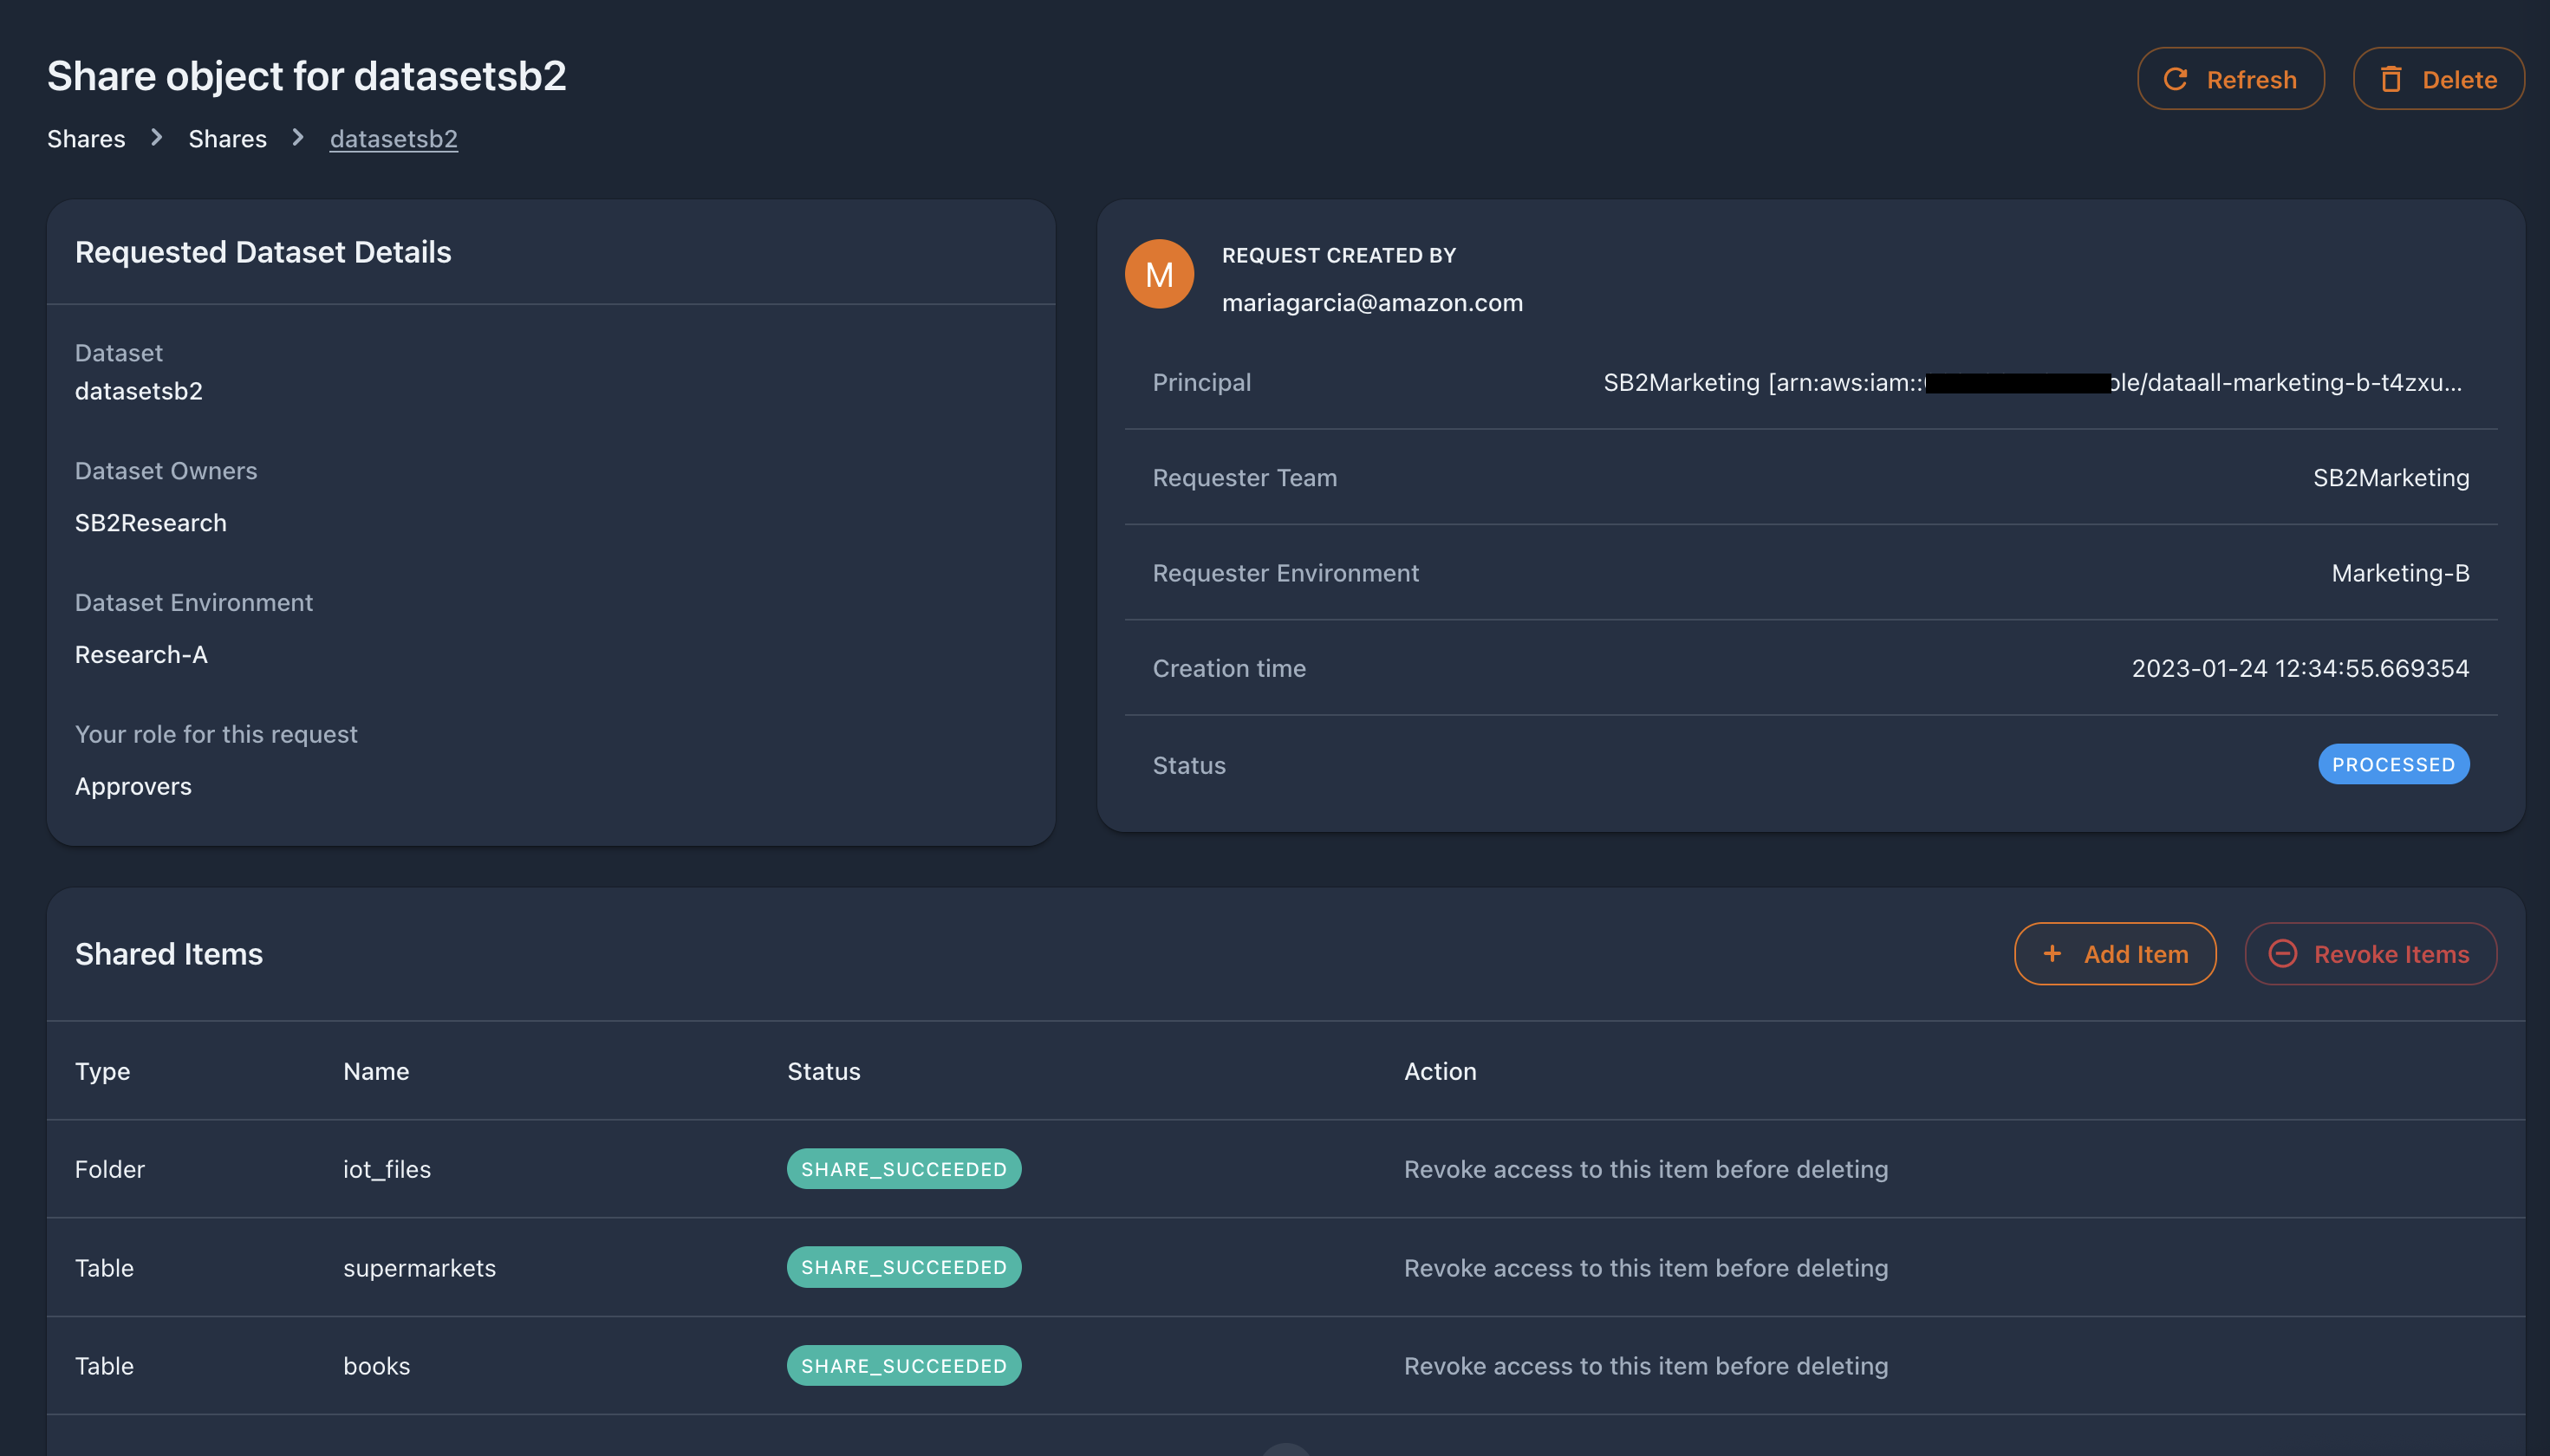 Share object for datasetsb2
Refresh
Delete
Shares > Shares > datasetsb2
Requested Dataset Details
Dataset
datasetsb2
Dataset Owners
SB2Research
Dataset Environment
Research-A
Your role for this request
Approvers
M
REQUEST CREATED BY
mariagarcia@amazon.com
Principal SB2Marketing [arn:aws:iam:: ole/dataall-marketing-b-t4zxu...
Requester Team SB2Marketing
Requester Environment Marketing-B
Creation time 2023-01-24 12:34:55.669354
Status PROCESSED
Shared Items
+ Add Item
Revoke Items
Type Name Status Action
Folder iot_files SHARE_SUCCEEDED Revoke access to this item before deleting
Table supermarkets SHARE_SUCCEEDED Revoke access to this item before deleting
Table books SHARE_SUCCEEDED Revoke access to this item before deleting